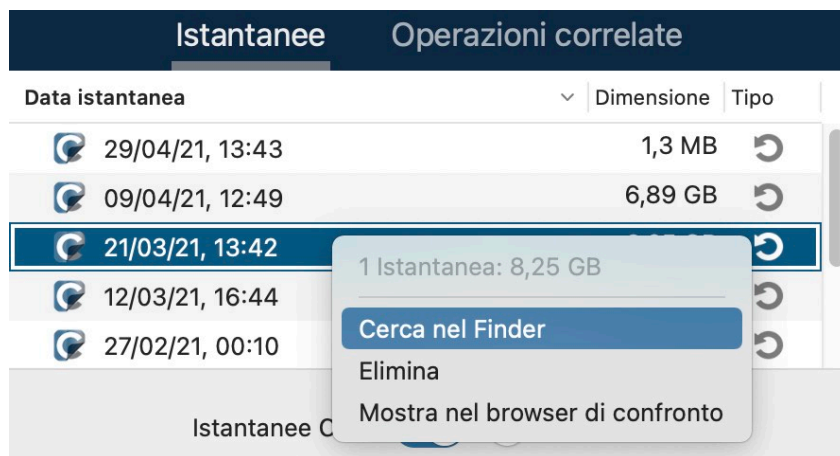 Istantanee Operazioni correlate
Data istantanea Dimensione Tipo
29/04/21, 13:43 1,3 MB
09/04/21, 12:49 6,89 GB
21/03/21, 13:42
1 Istantanea: 8,25 GB
12/03/21, 16:44
Cerca nel Finder
27/02/21, 00:10
Elimina
Mostra nel browser di confronto
Istantanee